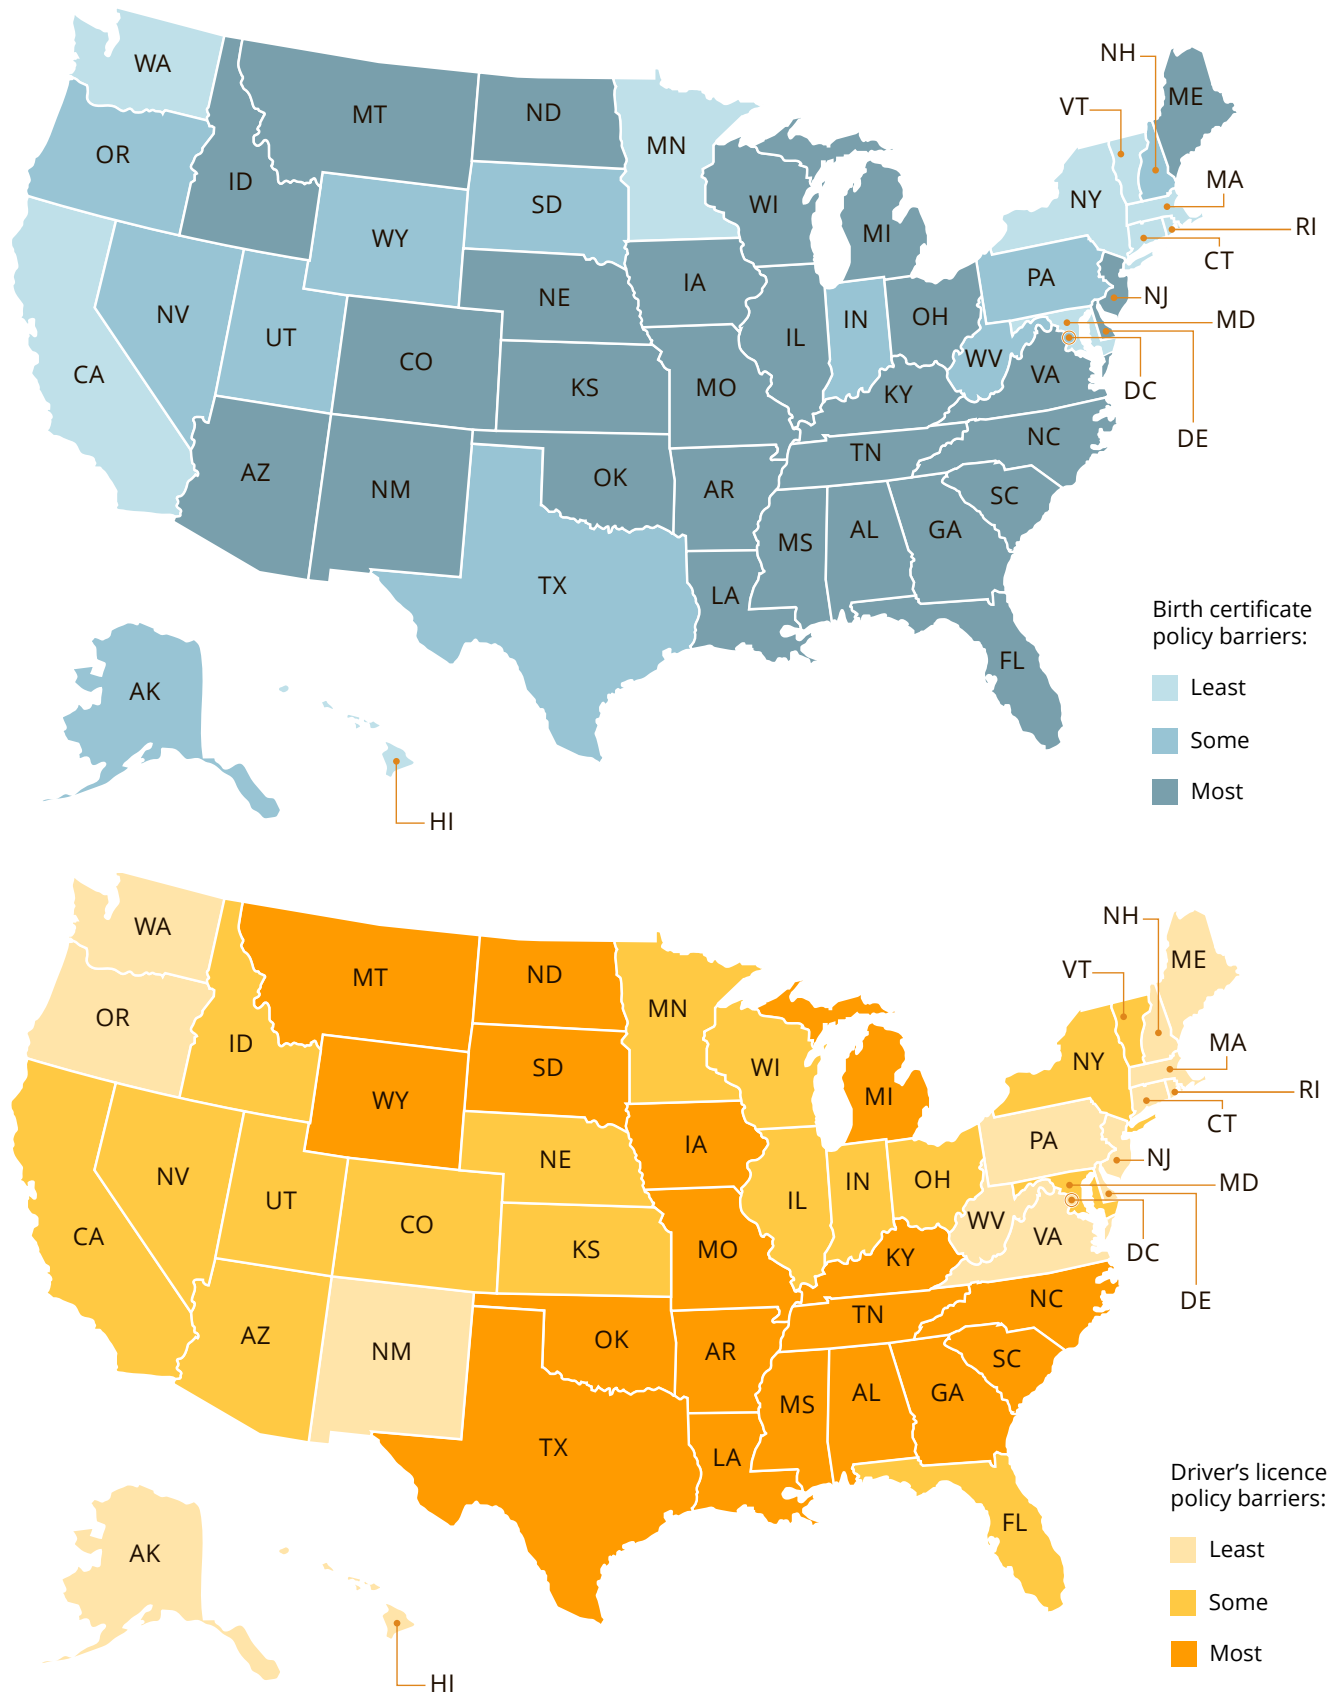 NH
WA
ME
MT
ND
VT
MN
OR
ID
MA
NY
SD
WI
RI
WY
MI
CT
PA
IA
NJ
NE
NV
IN
OH
MD
UT
IL
WV
CO
CA
VA
KS
MO
DC
KY
NC
DE
TN
AZ
OK
NM
AR
SC
AL
GA
MS
TX
LA
Birth certificate
policy barriers:
FL
AK
Least
Some
Most
HI
NH
WA
ME
VT
ND
MT
MN
OR
ID
MA
NY
WI
SD
RI
MI
WY
CT
PA
IA
NJ
NE
NV
IN
OH
MD
UT
IL
WV
CO
CA
VA
KS
MO
DC
KY
NC
DE
TN
AZ
OK
NM
AR
SC
AL
GA
MS
TX
LA
Driver’s licence
policy barriers:
FL
AK
Least
Some
Most
HI